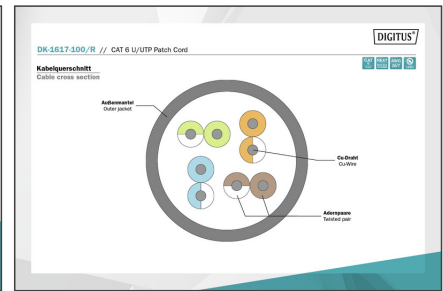 DIGITUS®
DK-1617-100/R // CAT 6 U/UTP Patch Cord
Kabelquerschnitt
Cable cross section
Außenmantel
Outer jacket
Cu-Draht
Cu-Wire
Adernpaare
Twisted pair